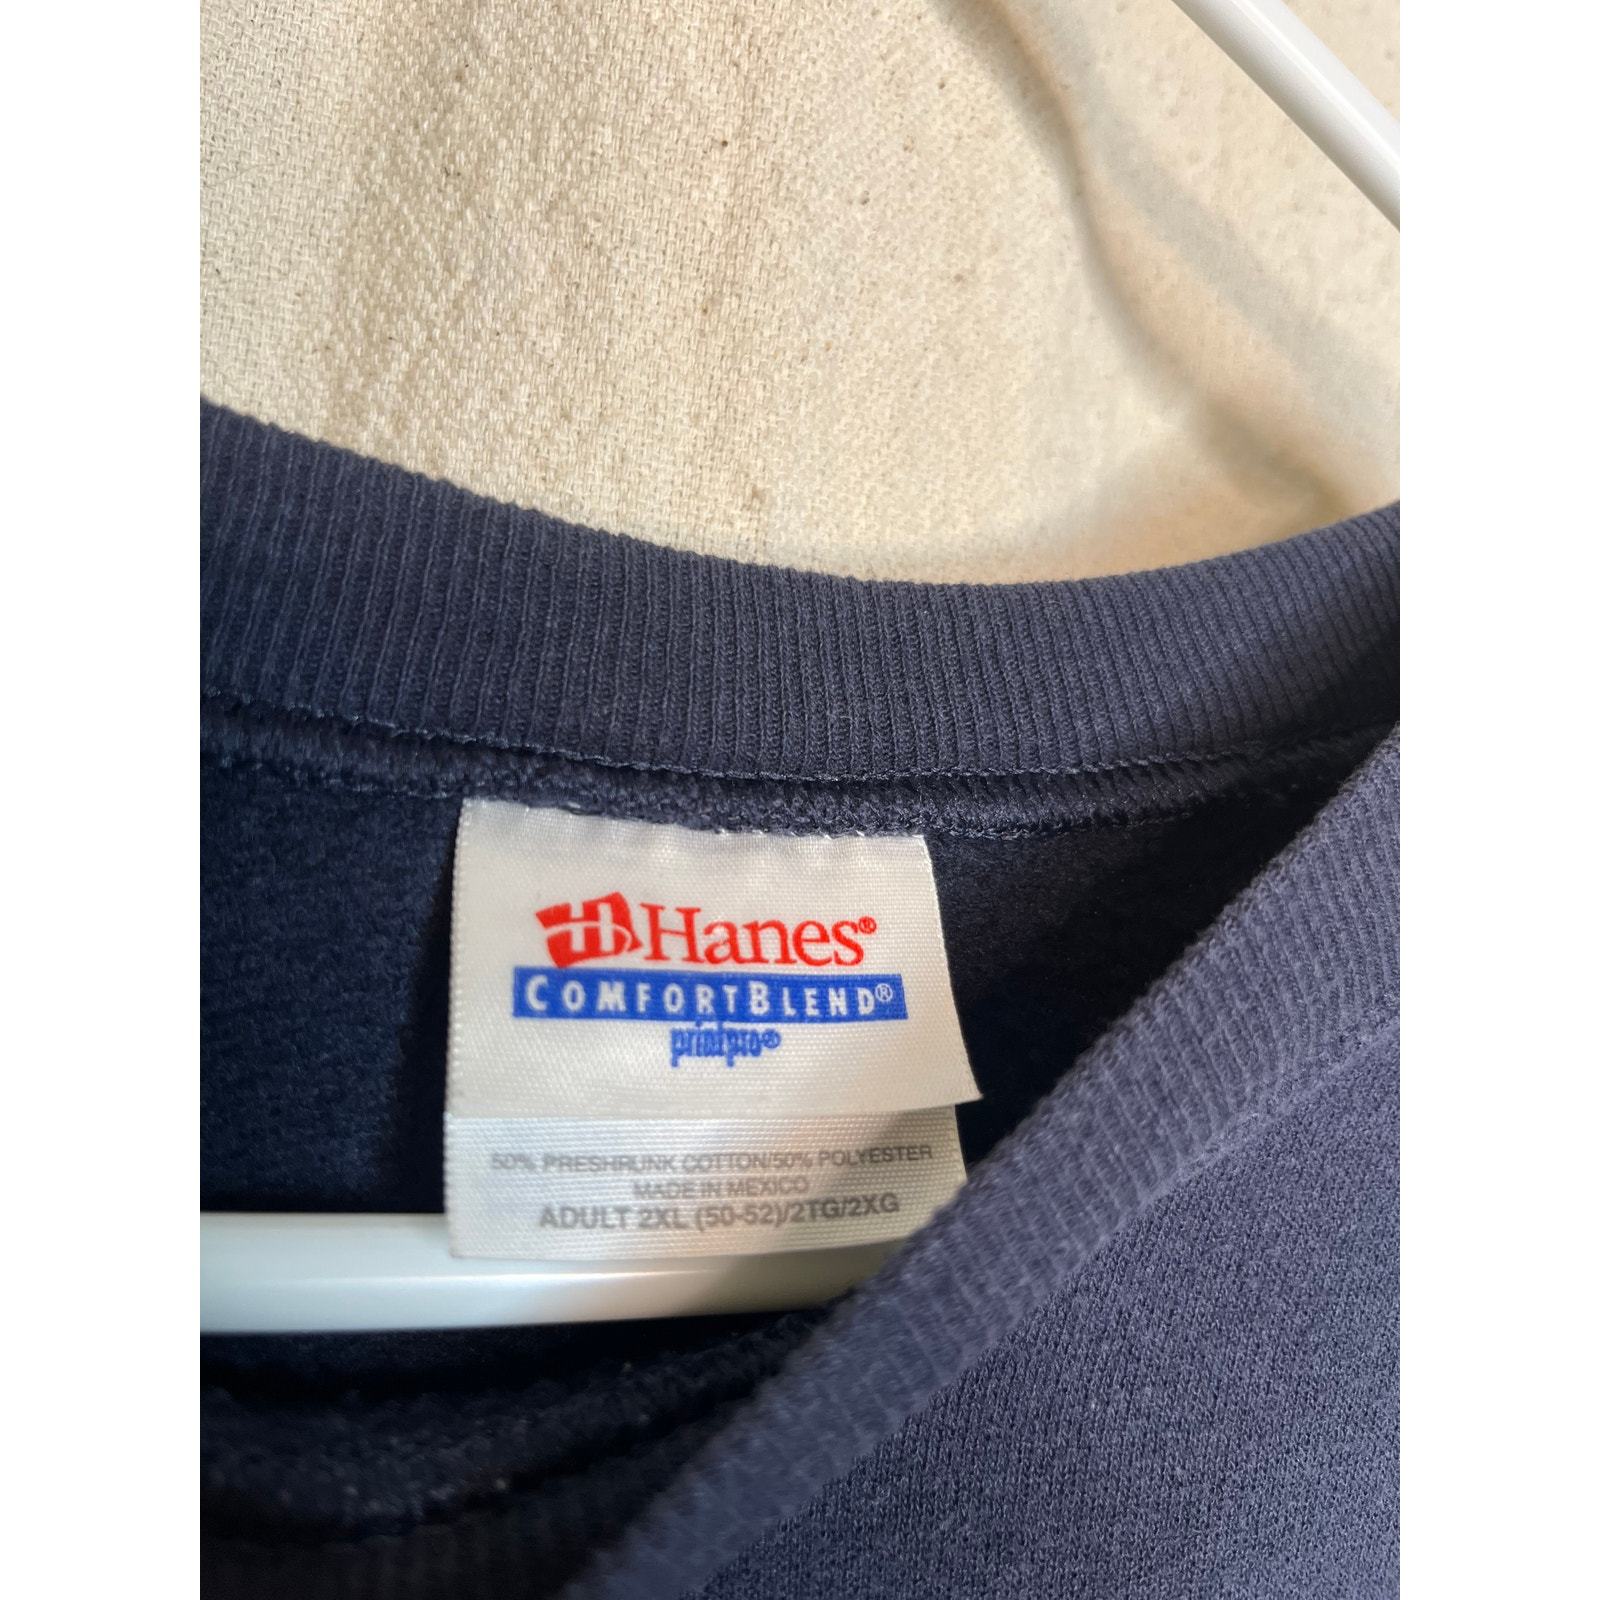 Hanes®
COMFORTBLEND®
printpro®
50% PRESHRUNK COTTON/50% POLYESTER
MADE IN MEXICO
ADULT 2XL (50-52)/2TG/2XG